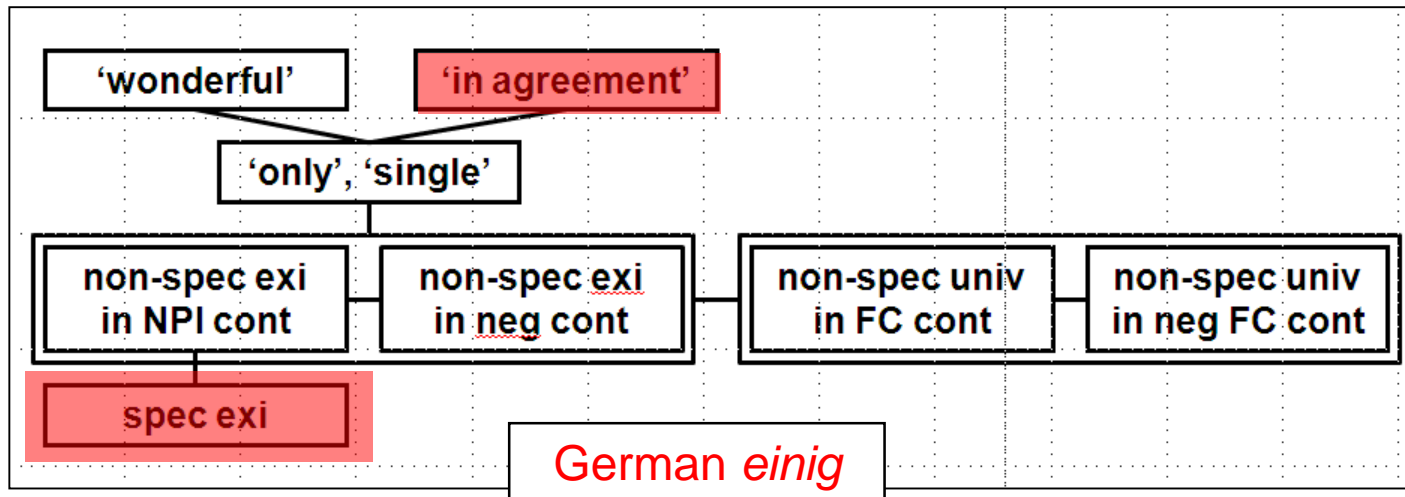 ‘wonderful’
‘in agreement’
‘only’, ‘single’
non-spec exi
in NPI cont
non-spec exi
in neg cont
non-spec univ
in FC cont
non-spec univ
in neg FC cont
spec exi
German einig